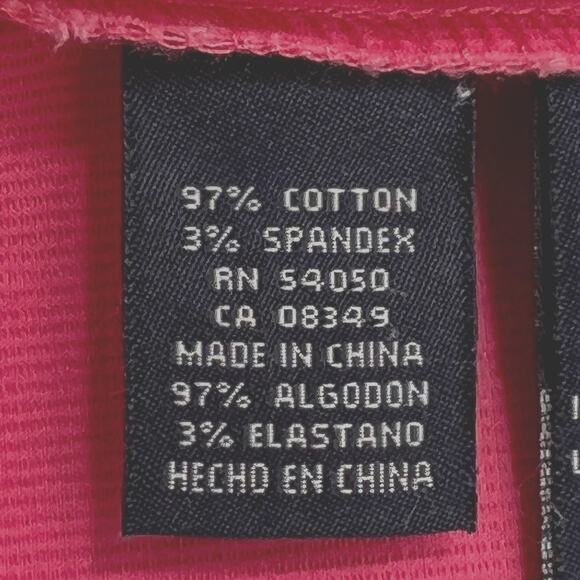 97% COTTON
3% SPANDEX
RN 54050
CA 08349
MADE IN CHINA
97% ALGODON
3% ELASTANO
HECHO EN CHINA